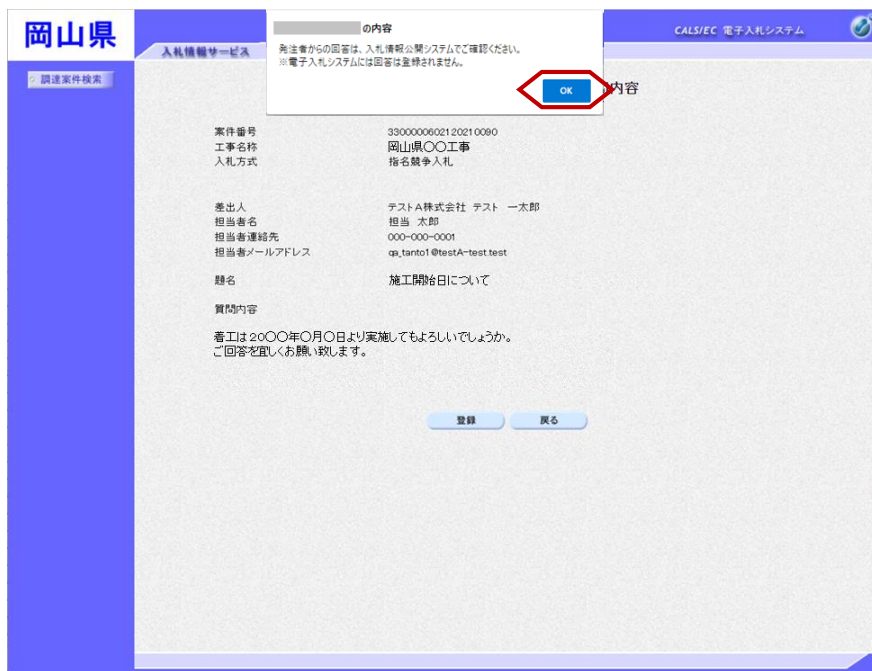 岡山県
の内容
発注者からの回答は、入札情報公開システムでご確認ください。
※電子入札システムには回答は登録されません。
OK
CALS/EC 電子入札システム
入札情報サービス
調達案件検索
内容
案件番号 3300000602120210090
工事名称 岡山県〇〇工事
入札方式 指名競争入札
差出人 テストA株式会社 テスト 一太郎
担当者名 担当 太郎
担当者連絡先 000-000-0001
担当者メールアドレス qa_tanto1@testA-test.test
題名 施工開始日について
質問内容
着工は20〇〇年〇月〇日より実施してもよろしいでしょうか。
ご回答を宜しくお願い致します。
登録 戻る